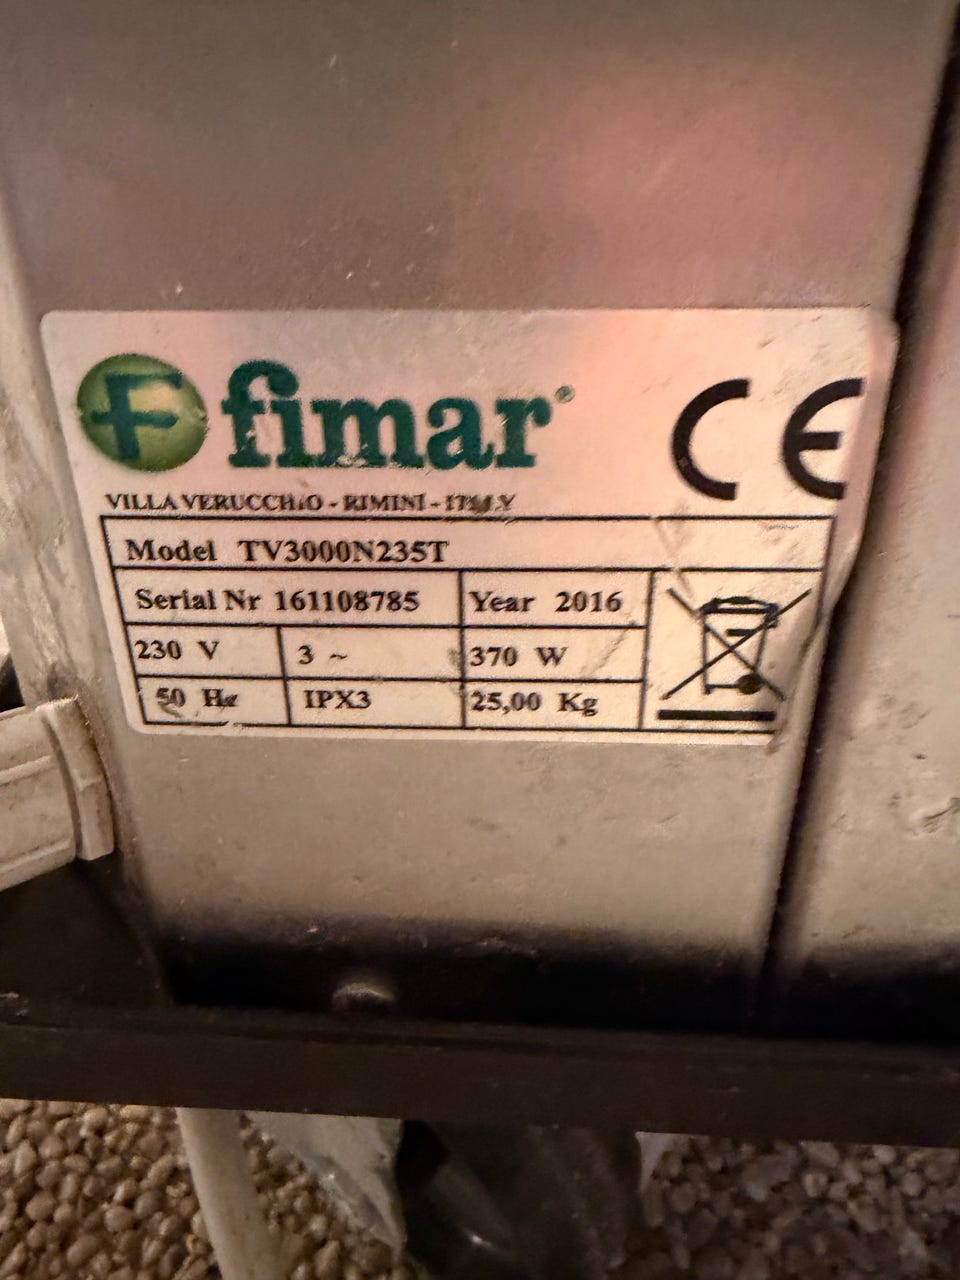 F fimar®
CE
VILLA VERUCCHIO - RIMINI - ITALY
Model TV3000N235T
Serial Nr 161108785 Year 2016
230 V 3 ~ 370 W
50 Hz IPX3 25,00 Kg